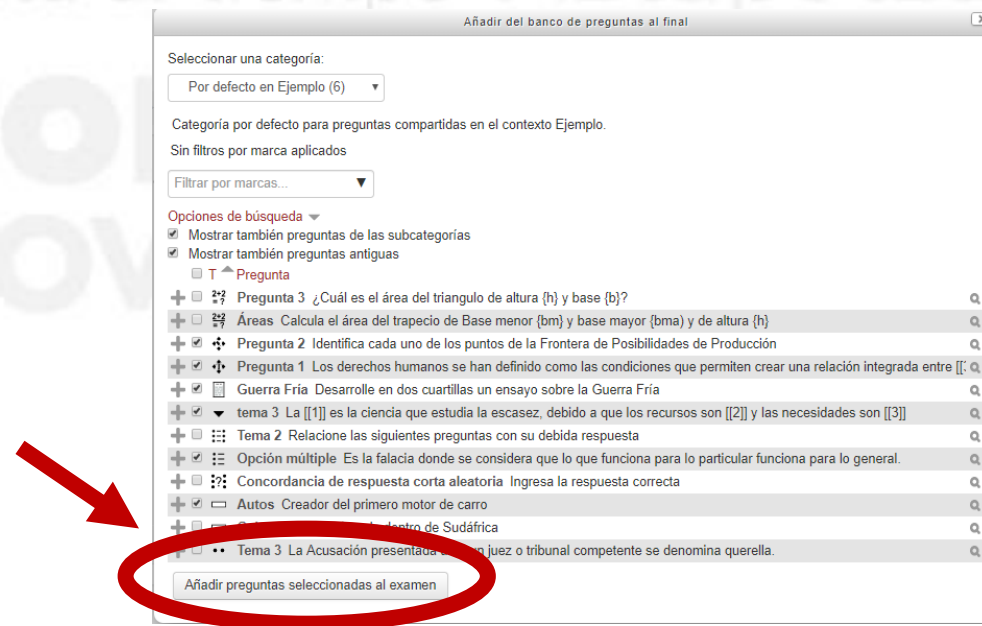 Añadir del banco de preguntas al final
Seleccionar una categoría:
Por defecto en Ejemplo (6)
Categoría por defecto para preguntas compartidas en el contexto Ejemplo.
Sin filtros por marca aplicados
Filtrar por marcas...
Opciones de búsqueda
Mostrar también preguntas de las subcategorías
Mostrar también preguntas antiguas
T Pregunta
2+2 = ? Pregunta 3 ¿Cuál es el área del triangulo de altura {h} y base {b}?
2+2 = ? Áreas Calcula el área del trapecio de Base menor {bm} y base mayor {bma) y de altura {h}
Pregunta 2 Identifica cada uno de los puntos de la Frontera de Posibilidades de Producción
Pregunta 1 Los derechos humanos se han definido como las condiciones que permiten crear una relación integrada entre [[
Guerra Fría Desarrolle en dos cuartillas un ensayo sobre la Guerra Fría
tema 3 La [[1]] es la ciencia que estudia la escasez, debido a que los recursos son [[2]] y las necesidades son [[3]]
Tema 2 Relacione las siguientes preguntas con su debida respuesta
Opción múltiple Es la falacia donde se considera que lo que funciona para lo particular funciona para lo general.
Concordancia de respuesta corta aleatoria Ingresa la respuesta correcta
Autos Creador del primero motor de carro
dentro de Sudáfrica
Tema 3 La Acusación presentada juez o tribunal competente se denomina querella.
Añadir preguntas seleccionadas al examen